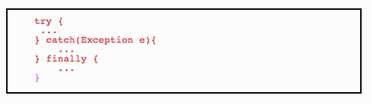 try {
...
} catch(Exception e){
...
} finally {
...
}